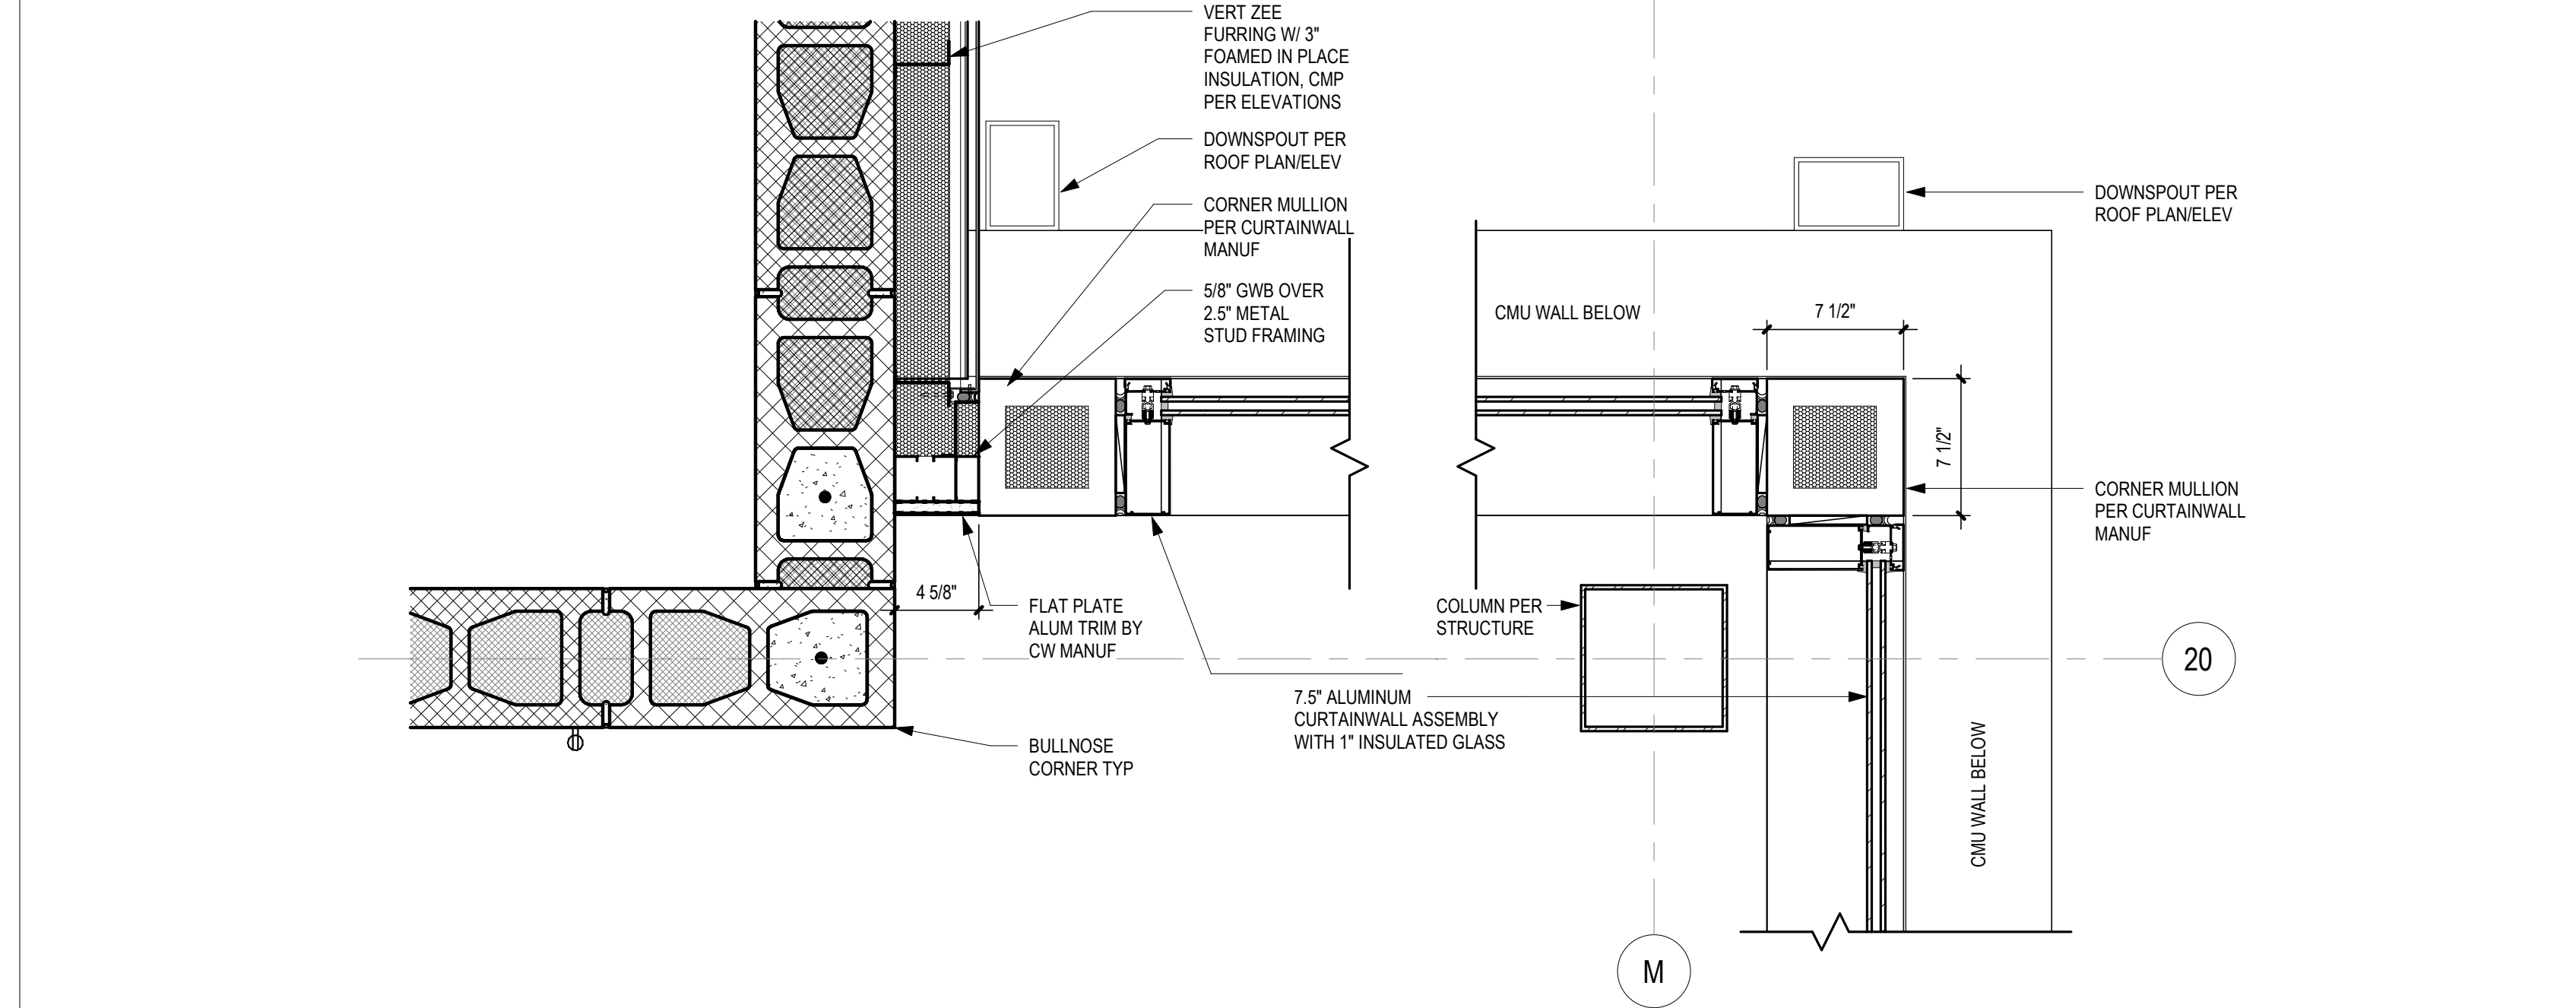 VERT ZEE
FURRING W/ 3"
FOAMED IN PLACE
INSULATION, CMP
PER ELEVATIONS
DOWNSPOUT PER
ROOF PLAN/ELEV
CORNER MULLION
PER CURTAINWALL
MANUF
5/8" GWB OVER
2.5" METAL
STUD FRAMING
CMU WALL BELOW
7 1/2"
DOWNSPOUT PER
ROOF PLAN/ELEV
7 1/2"
CORNER MULLION
PER CURTAINWALL
MANUF
4 5/8"
FLAT PLATE
ALUM TRIM BY
CW MANUF
COLUMN PER
STRUCTURE
20
7.5" ALUMINUM
CURTAINWALL ASSEMBLY
WITH 1" INSULATED GLASS
BULLNOSE
CORNER TYP
CMU WALL BELOW
M